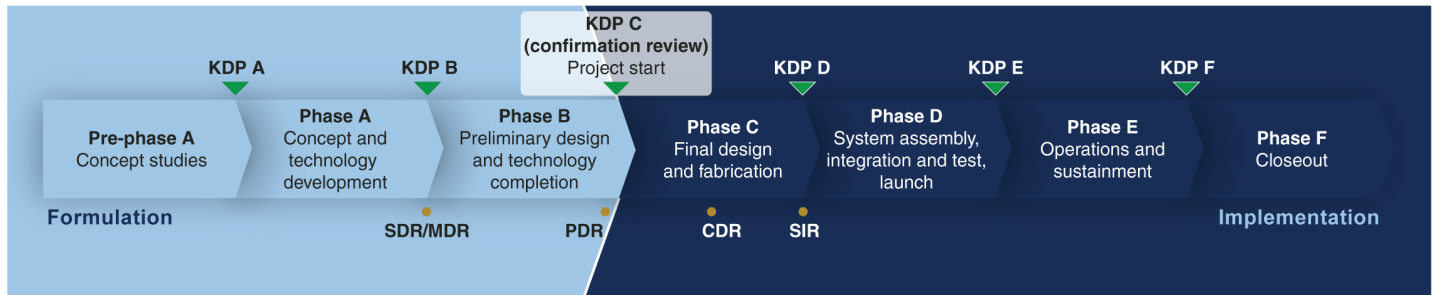 KDP C
(confirmation review)
Project start
KDP A
KDP B
KDP D
KDP E
KDP F
Pre-phase A
Concept studies
Phase A
Concept and
technology
development
Phase B
Preliminary design
and technology
completion
Phase C
Final design
and fabrication
Phase D
System assembly,
integration and test,
launch
Phase E
Operations and
sustainment
Phase F
Closeout
Formulation
Implementation
SDR/MDR
PDR
CDR
SIR